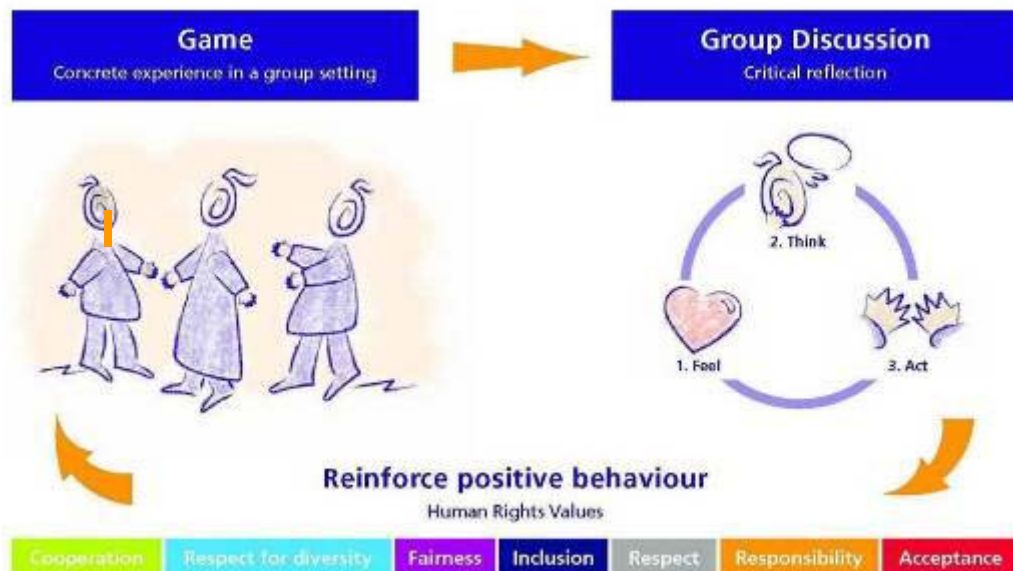 Game
Concrete experience in a group setting
Group Discussion
Critical reflection
2. Think
1. Feel
3. Act
Reinforce positive behaviour
Human Rights Values
Cooperation
Respect for diversity
Fairness
Inclusion
Respect
Responsibility
Acceptance